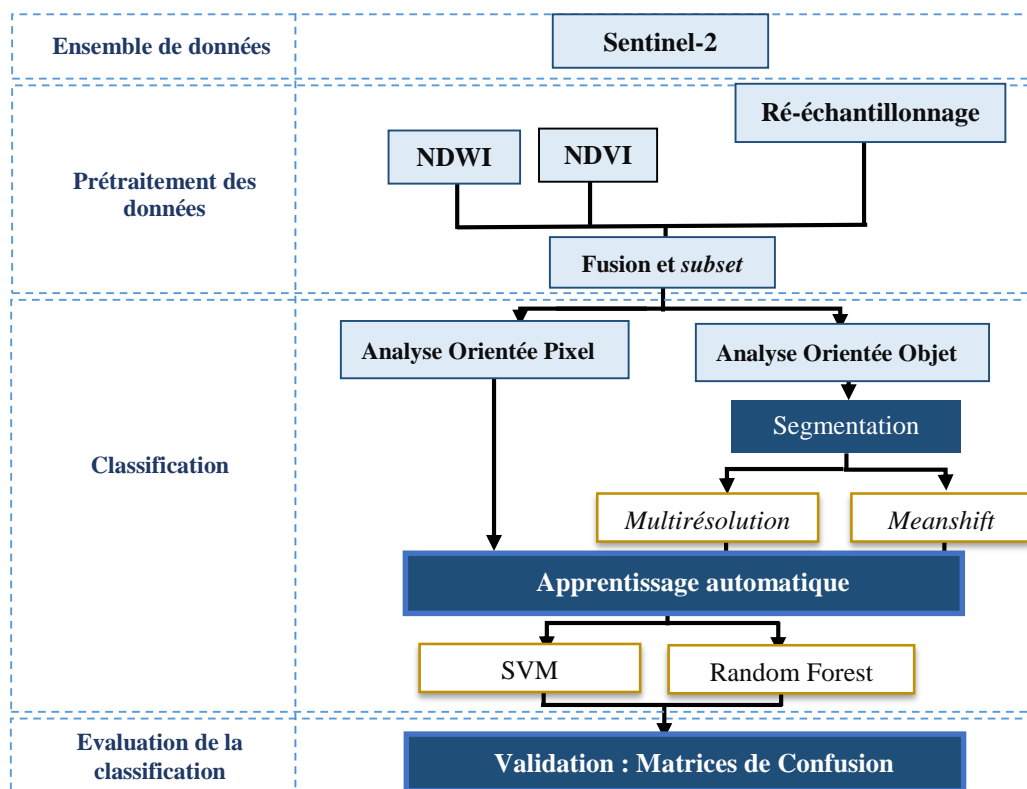 Ensemble de données
Sentinel-2
Prétraitement des
données
NDWI
NDVI
Ré-échantillonnage
Fusion et subset
Classification
Analyse Orientée Pixel
Analyse Orientée Objet
Segmentation
Multirésolution
Meanshift
Apprentissage automatique
SVM
Random Forest
Evaluation de la
classification
Validation : Matrices de Confusion